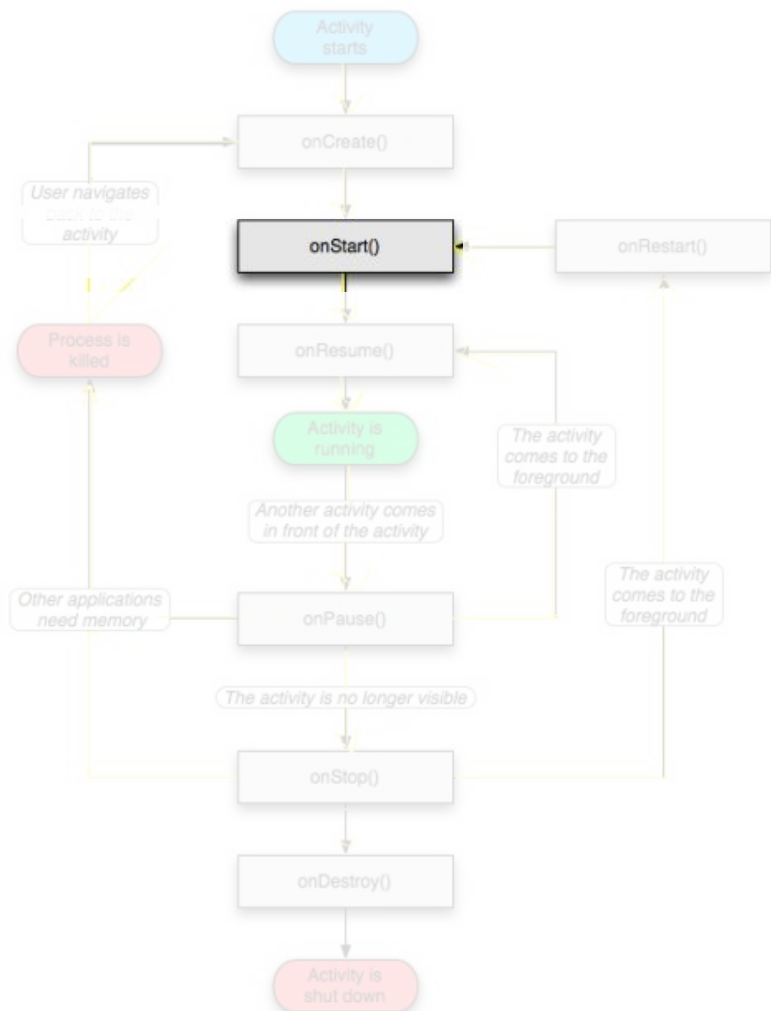 Activity
starts
onCreate()
User navigates
back to the
activity
onStart()
onRestart()
Process is
killed
onResume()
Activity is
running
The activity
comes to the
foreground
Another activity comes
in front of the activity
Other applications
need memory
onPause()
The activity
comes to the
foreground
The activity is no longer visible
onStop()
onDestroy()
Activity is
shut down